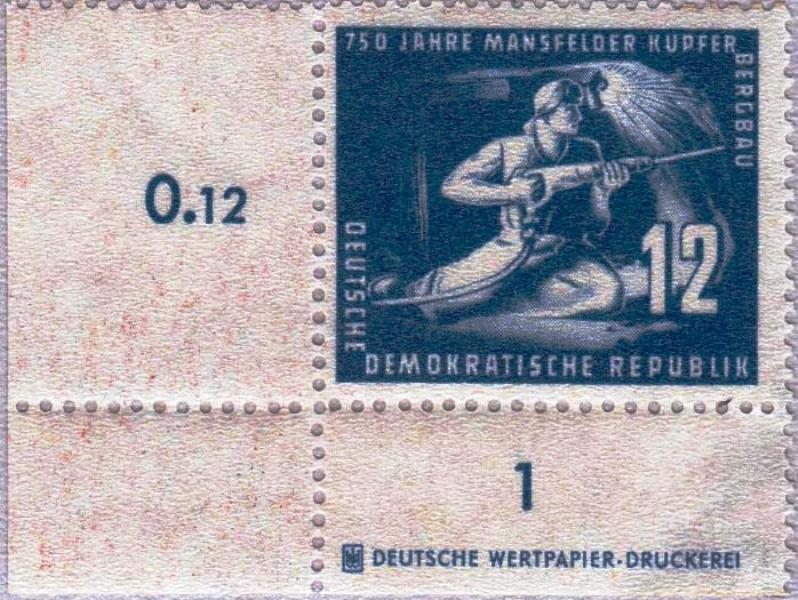 750 JAHRE MANSFELDER KUPFER
BERGBAU
0.12
12
DEUTSCHE
DEMOKRATISCHE REPUBLIK
1
DEUTSCHE WERTPAPIER-DRUCKEREI